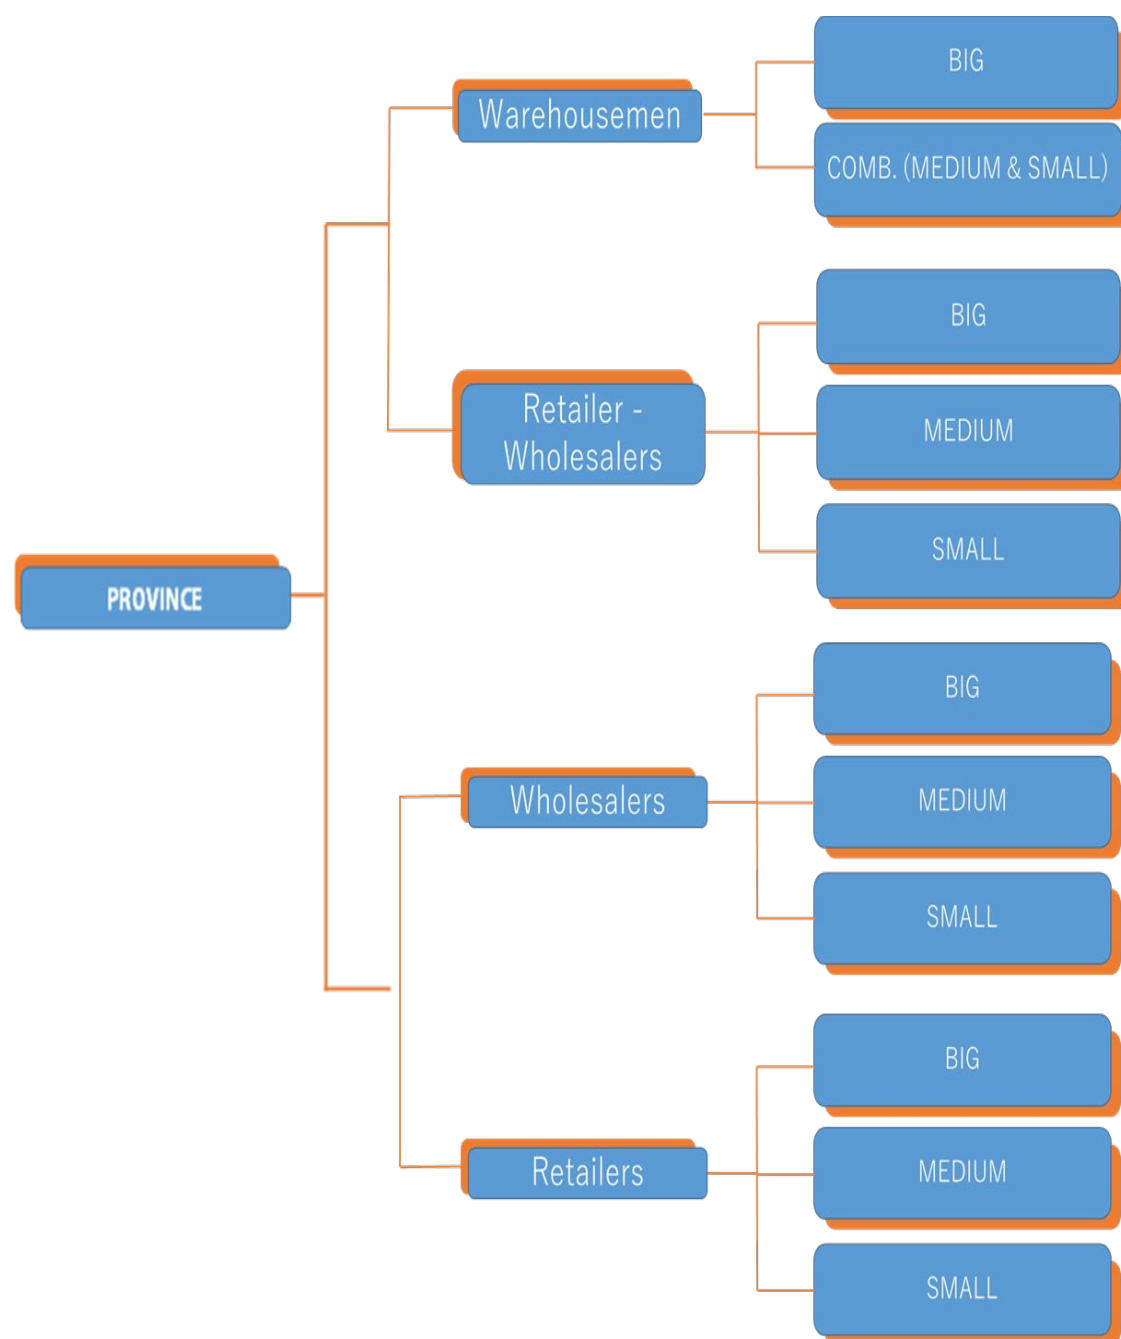 PROVINCE
Warehousemen
BIG
COMB. (MEDIUM & SMALL)
Retailer -
Wholesalers
BIG
MEDIUM
SMALL
Wholesalers
BIG
MEDIUM
SMALL
Retailers
BIG
MEDIUM
SMALL